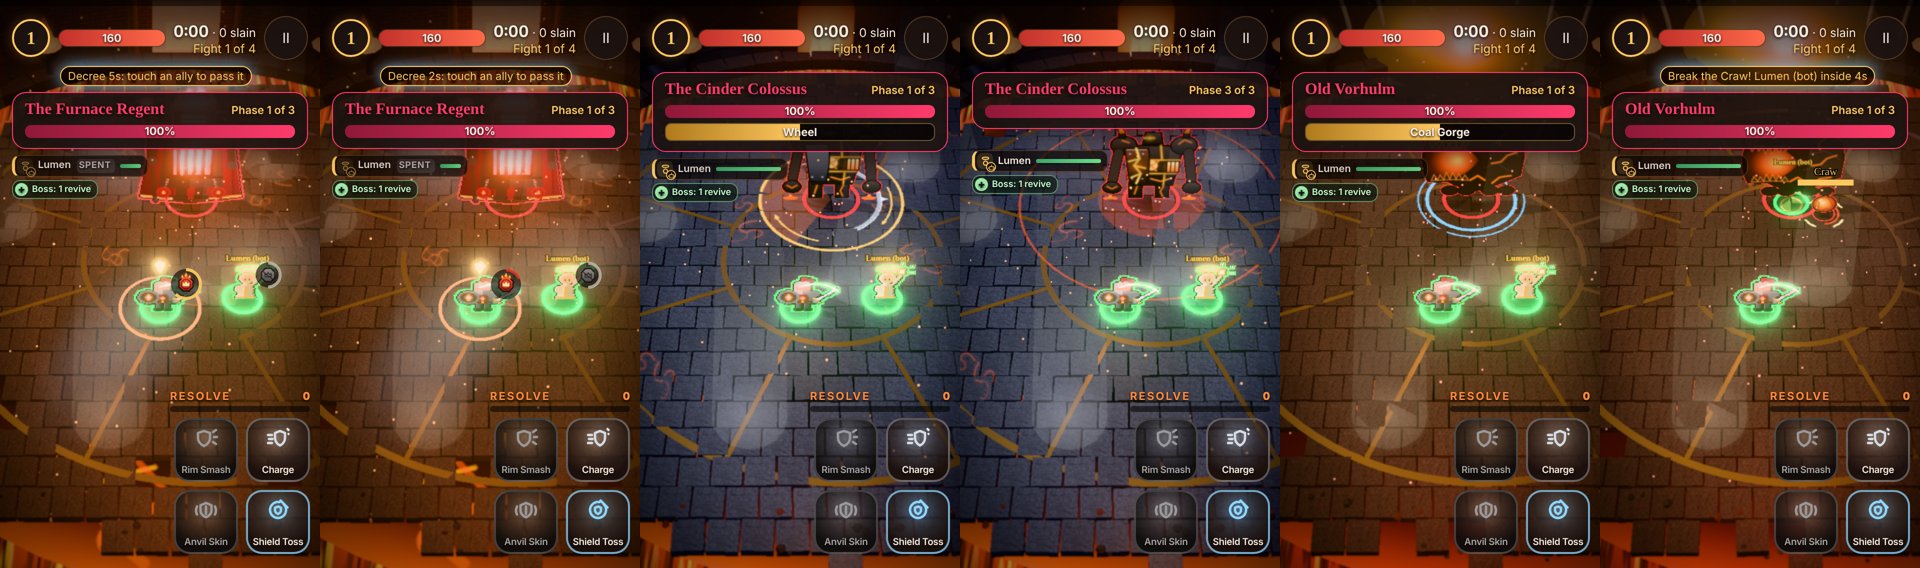 1
160
0:00 · 0 slain
Fight 1 of 4
Decree 5s: touch an ally to pass it
The Furnace Regent
Phase 1 of 3
100%
Lumen SPENT
Boss: 1 revive
Lumen (bot)
RESOLVE 0
Rim Smash
Charge
Anvil Skin
Shield Toss
1
160
0:00 · 0 slain
Fight 1 of 4
Decree 2s: touch an ally to pass it
The Furnace Regent
Phase 1 of 3
100%
Lumen SPENT
Boss: 1 revive
Lumen (bot)
RESOLVE 0
Rim Smash
Charge
Anvil Skin
Shield Toss
1
160
0:00 · 0 slain
Fight 1 of 4
The Cinder Colossus
Phase 1 of 3
100%
Wheel
Lumen
Boss: 1 revive
Lumen (bot)
RESOLVE 0
Rim Smash
Charge
Anvil Skin
Shield Toss
1
160
0:00 · 0 slain
Fight 1 of 4
The Cinder Colossus
Phase 3 of 3
100%
Lumen
Boss: 1 revive
Lumen (bot)
RESOLVE 0
Rim Smash
Charge
Anvil Skin
Shield Toss
1
160
0:00 · 0 slain
Fight 1 of 4
Old Vorhulm
Phase 1 of 3
100%
Coal Gorge
Lumen
Boss: 1 revive
Lumen (bot)
RESOLVE 0
Rim Smash
Charge
Anvil Skin
Shield Toss
1
160
0:00 · 0 slain
Fight 1 of 4
Break the Craw! Lumen (bot) inside 4s
Old Vorhulm
Phase 1 of 3
100%
Lumen
Lumen (bot)
Craw
Boss: 1 revive
RESOLVE 0
Rim Smash
Charge
Anvil Skin
Shield Toss